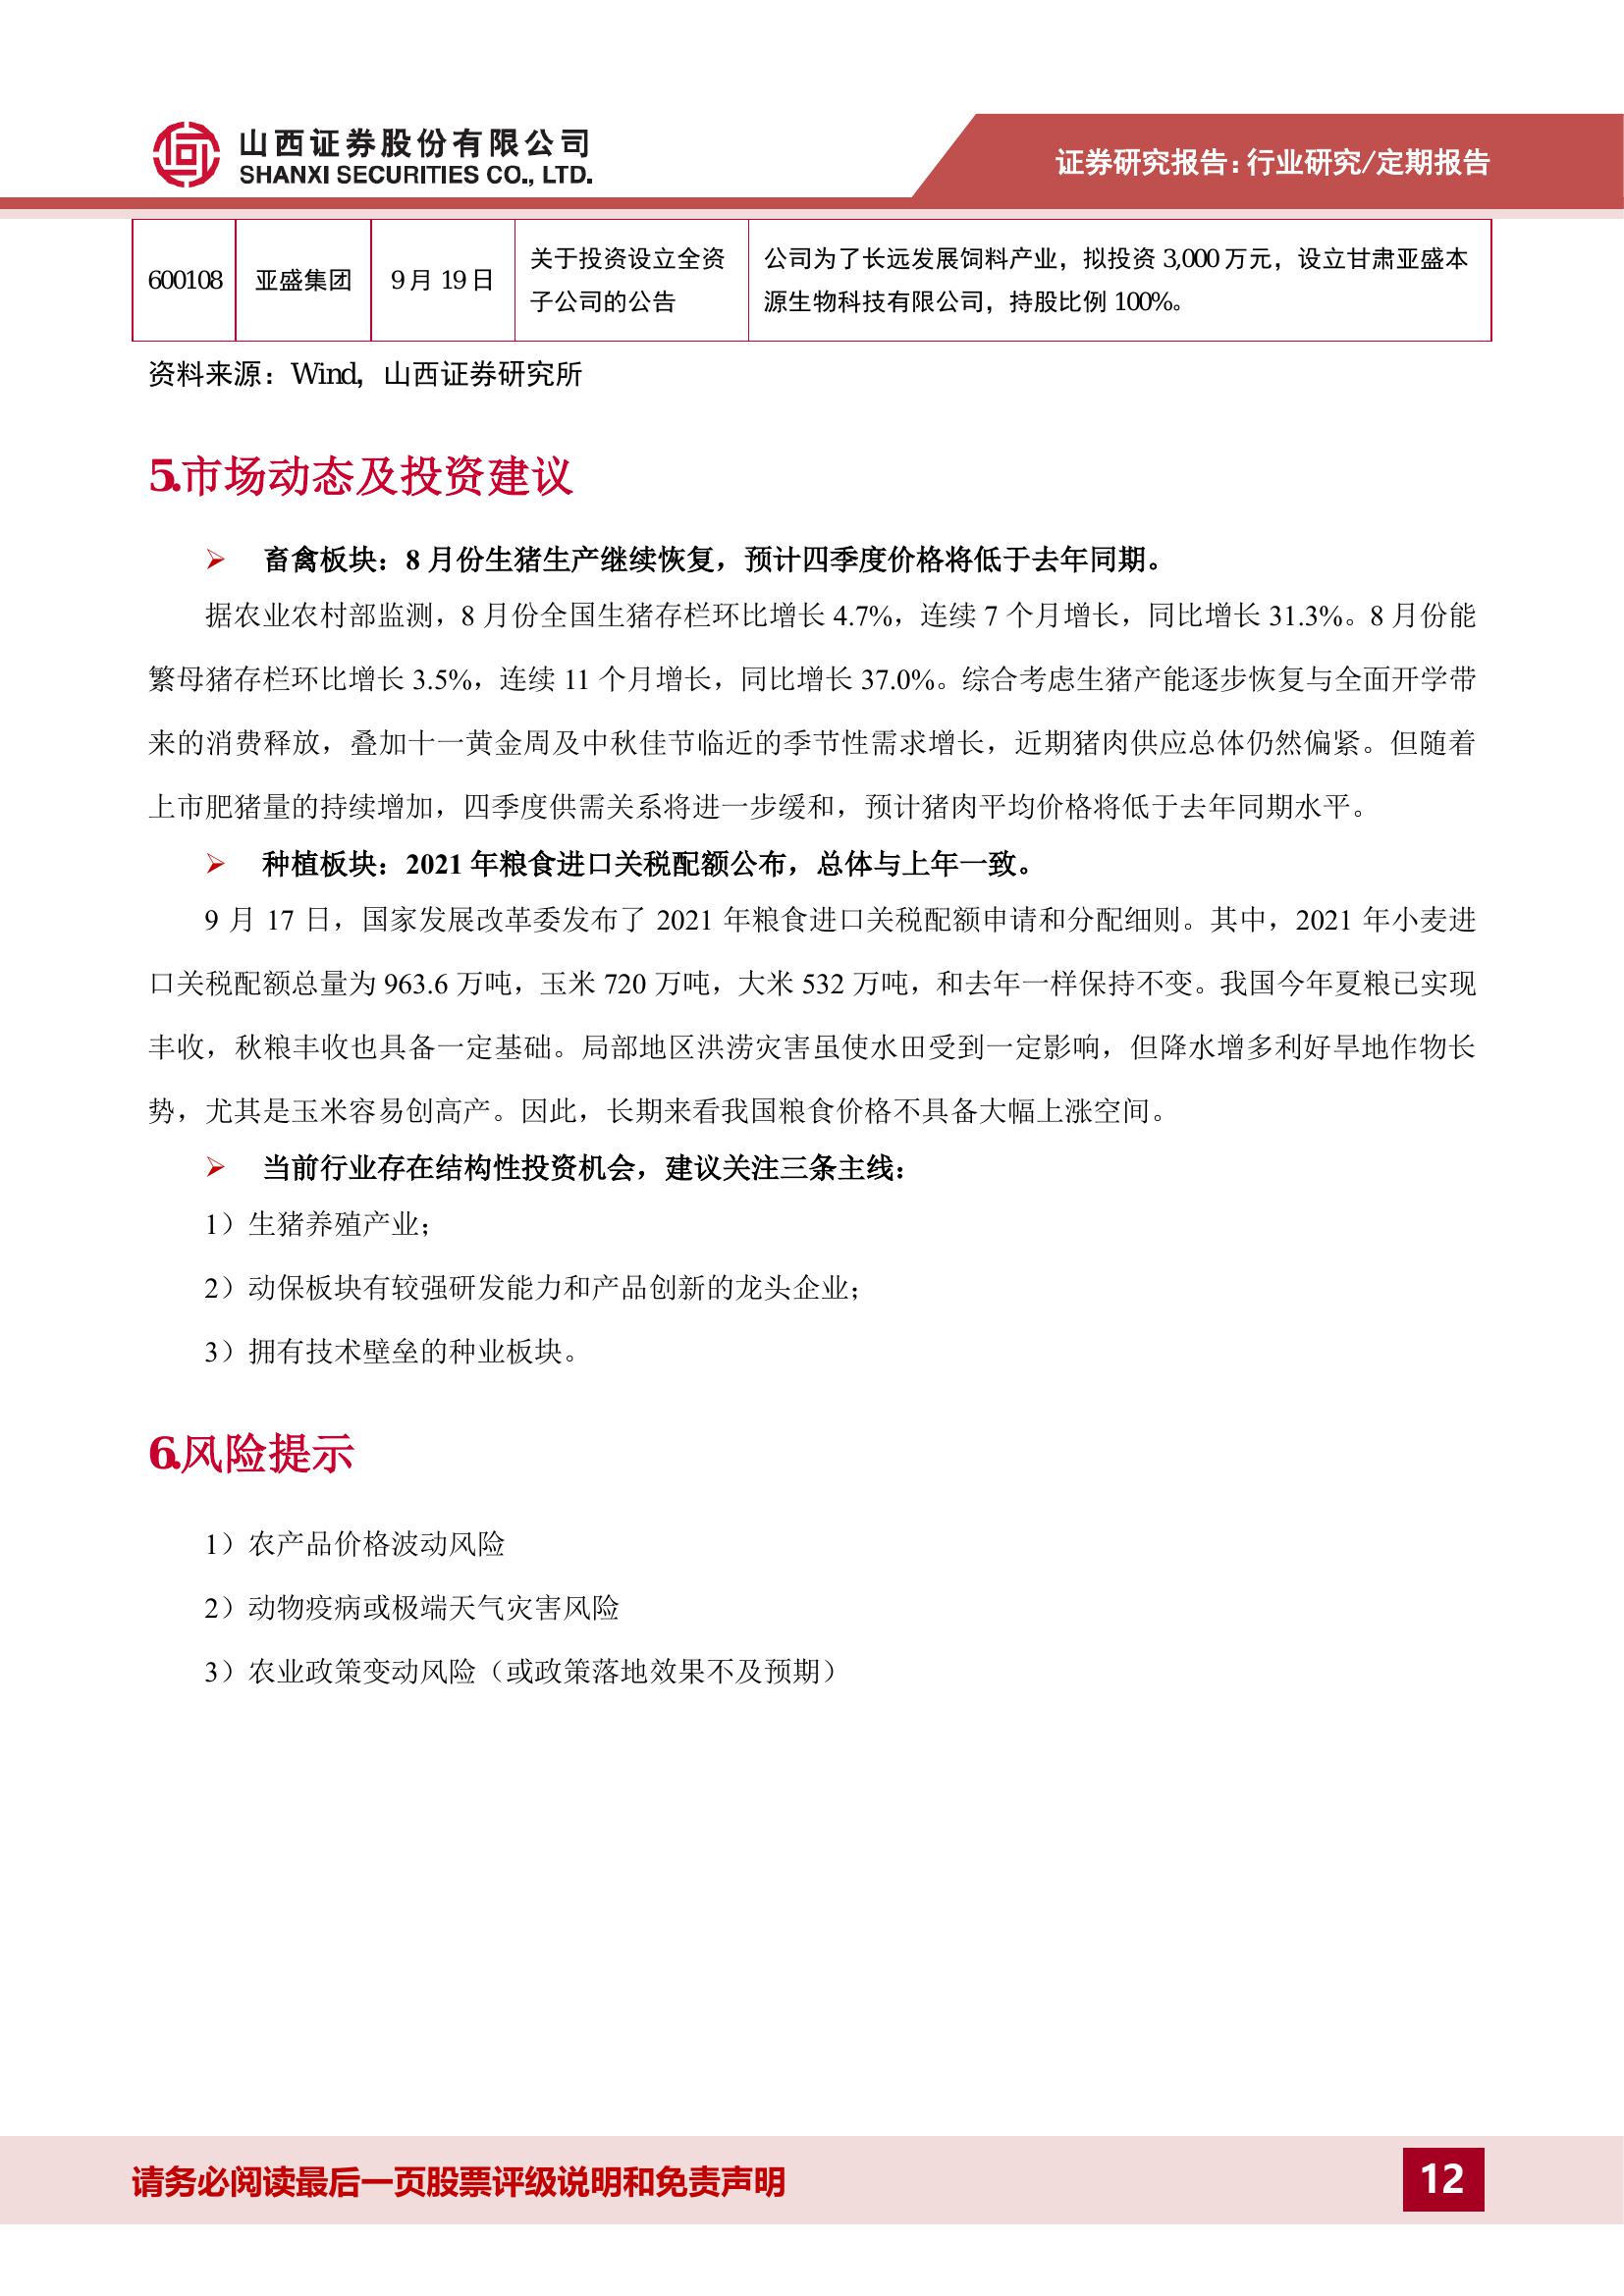 山西证券股份有限公司
SHANXI SECURITIES CO., LTD.
证券研究报告：行业研究/定期报告
600108 亚盛集团 9月19日 关于投资设立全资 公司为了长远发展饲料产业，拟投资3,000万元，设立甘肃亚盛本
子公司的公告 源生物科技有限公司，持股比例100%。
资料来源：Wind，山西证券研究所
5.市场动态及投资建议
➢ 畜禽板块：8月份生猪生产继续恢复，预计四季度价格将低于去年同期。
据农业农村部监测，8月份全国生猪存栏环比增长4.7%，连续7个月增长，同比增长31.3%。8月份能
繁母猪存栏环比增长3.5%，连续11个月增长，同比增长37.0%。综合考虑生猪产能逐步恢复与全面开学带
来的消费释放，叠加十一黄金周及中秋佳节临近的季节性需求增长，近期猪肉供应总体仍然偏紧。但随着
上市肥猪量的持续增加，四季度供需关系将进一步缓和，预计猪肉平均价格将低于去年同期水平。
➢ 种植板块：2021年粮食进口关税配额公布，总体与上年一致。
9月17日，国家发展改革委发布了2021年粮食进口关税配额申请和分配细则。其中，2021年小麦进
口关税配额总量为963.6万吨，玉米720万吨，大米532万吨，和去年一样保持不变。我国今年夏粮已实现
丰收，秋粮丰收也具备一定基础。局部地区洪涝灾害虽使水田受到一定影响，但降水增多利好旱地作物长
势，尤其是玉米容易创高产。因此，长期来看我国粮食价格不具备大幅上涨空间。
➢ 当前行业存在结构性投资机会，建议关注三条主线：
1）生猪养殖产业；
2）动保板块有较强研发能力和产品创新的龙头企业；
3）拥有技术壁垒的种业板块。
6.风险提示
1）农产品价格波动风险
2）动物疫病或极端天气灾害风险
3）农业政策变动风险（或政策落地效果不及预期）
请务必阅读最后一页股票评级说明和免责声明
12